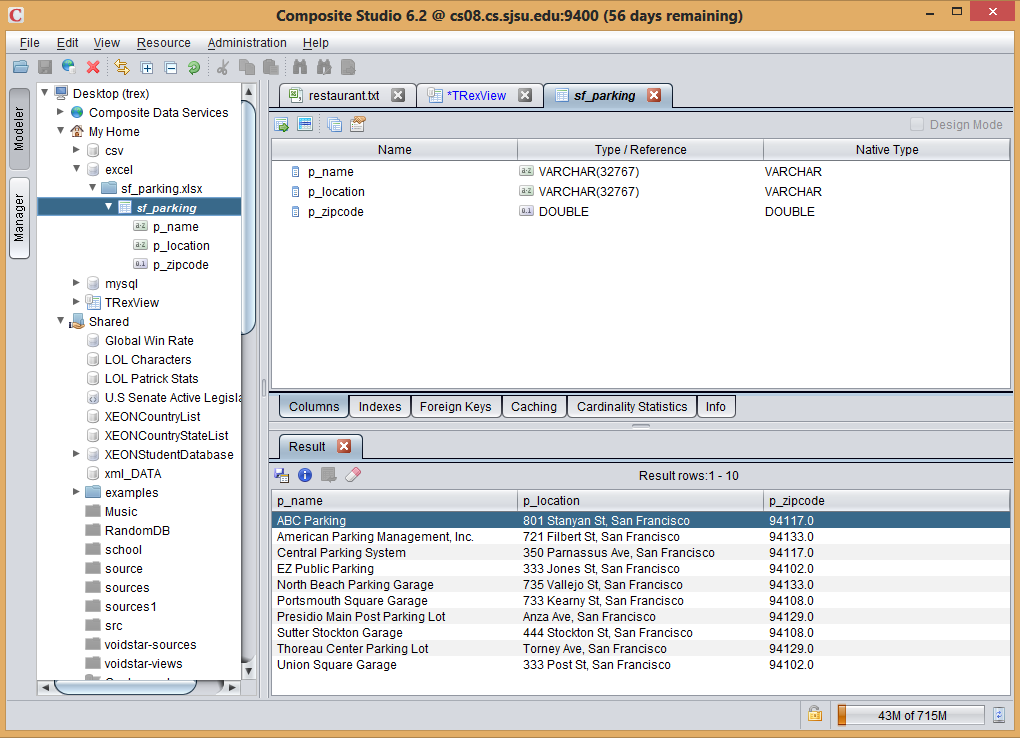 Composite Studio 6.2 @ cs08.cs.sjsu.edu:9400 (56 days remaining)
File Edit View Resource Administration Help
Modeler
Manager
Desktop (trex)
Composite Data Services
My Home
csv
excel
sf_parking.xlsx
sf_parking
p_name
p_location
p_zipcode
mysql
TRexView
Shared
Global Win Rate
LOL Characters
LOL Patrick Stats
U.S Senate Active Legisla
XEONCountryList
XEONCountryStateList
XEONStudentDatabase
xml_DATA
examples
Music
RandomDB
school
source
sources
sources1
src
voidstar-sources
voidstar-views
restaurant.txt *TRexView sf_parking
Design Mode
Name Type / Reference Native Type
p_name a-z VARCHAR(32767) VARCHAR
p_location a-z VARCHAR(32767) VARCHAR
p_zipcode 0.1 DOUBLE DOUBLE
Columns Indexes Foreign Keys Caching Cardinality Statistics Info
Result
Result rows:1 - 10
p_name p_location p_zipcode
ABC Parking 801 Stanyan St, San Francisco 94117.0
American Parking Management, Inc. 721 Filbert St, San Francisco 94133.0
Central Parking System 350 Parnassus Ave, San Francisco 94117.0
EZ Public Parking 333 Jones St, San Francisco 94102.0
North Beach Parking Garage 735 Vallejo St, San Francisco 94133.0
Portsmouth Square Garage 733 Kearny St, San Francisco 94108.0
Presidio Main Post Parking Lot Anza Ave, San Francisco 94129.0
Sutter Stockton Garage 444 Stockton St, San Francisco 94108.0
Thoreau Center Parking Lot Torney Ave, San Francisco 94129.0
Union Square Garage 333 Post St, San Francisco 94102.0
43M of 715M